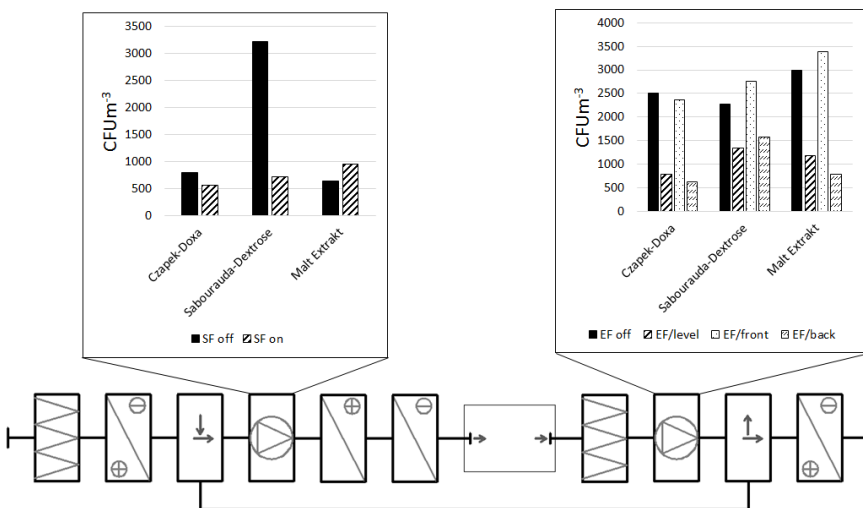 3500
3000
2500
2000
1500
1000
500
0
CFUm-3
Czapek-Doxa
Sabourauda-Dextrose
Malt Extrakt
SF off SF on
4000
3500
3000
2500
2000
1500
1000
500
0
CFUm-3
Czapek-Doxa
Sabourauda-Dextrose
Malt Extrakt
EF off EF/level EF/front EF/back